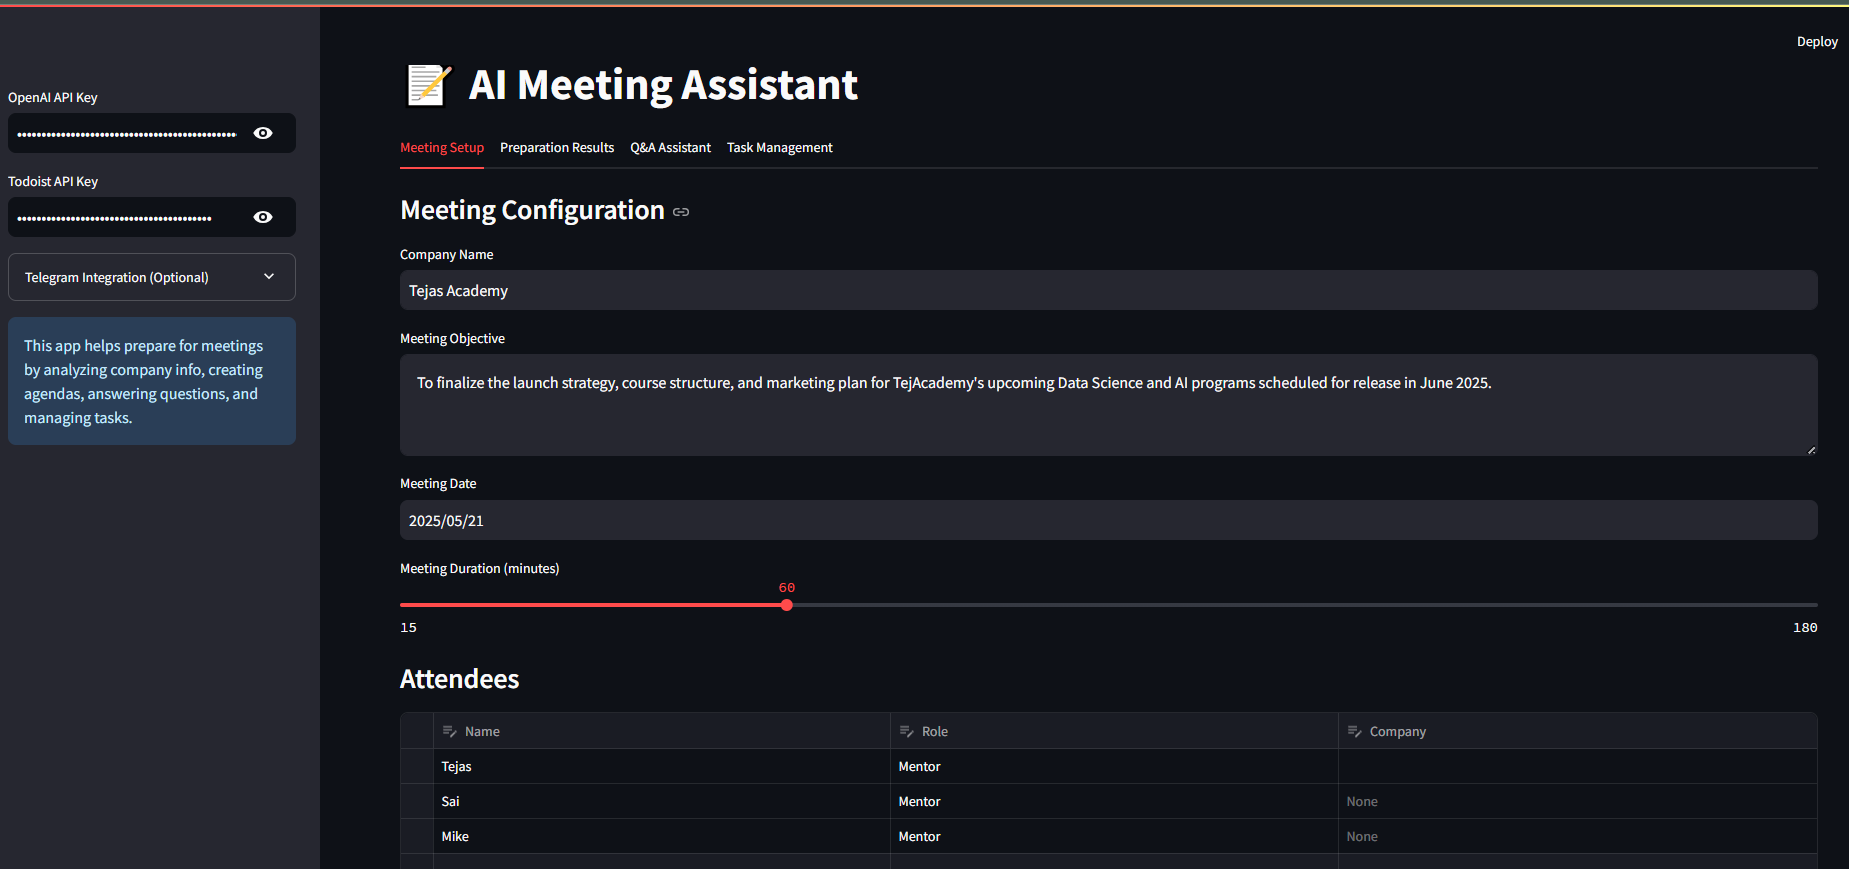 Deploy
OpenAI API Key
Todoist API Key
Telegram Integration (Optional)
This app helps prepare for meetings
by analyzing company info, creating
agendas, answering questions, and
managing tasks.
AI Meeting Assistant
Meeting Setup Preparation Results Q&A Assistant Task Management
Meeting Configuration
Company Name
Tejas Academy
Meeting Objective
To finalize the launch strategy, course structure, and marketing plan for TejAcademy's upcoming Data Science and AI programs scheduled for release in June 2025.
Meeting Date
2025/05/21
Meeting Duration (minutes)
60
15 180
Attendees
Name Role Company
Tejas Mentor
Sai Mentor None
Mike Mentor None